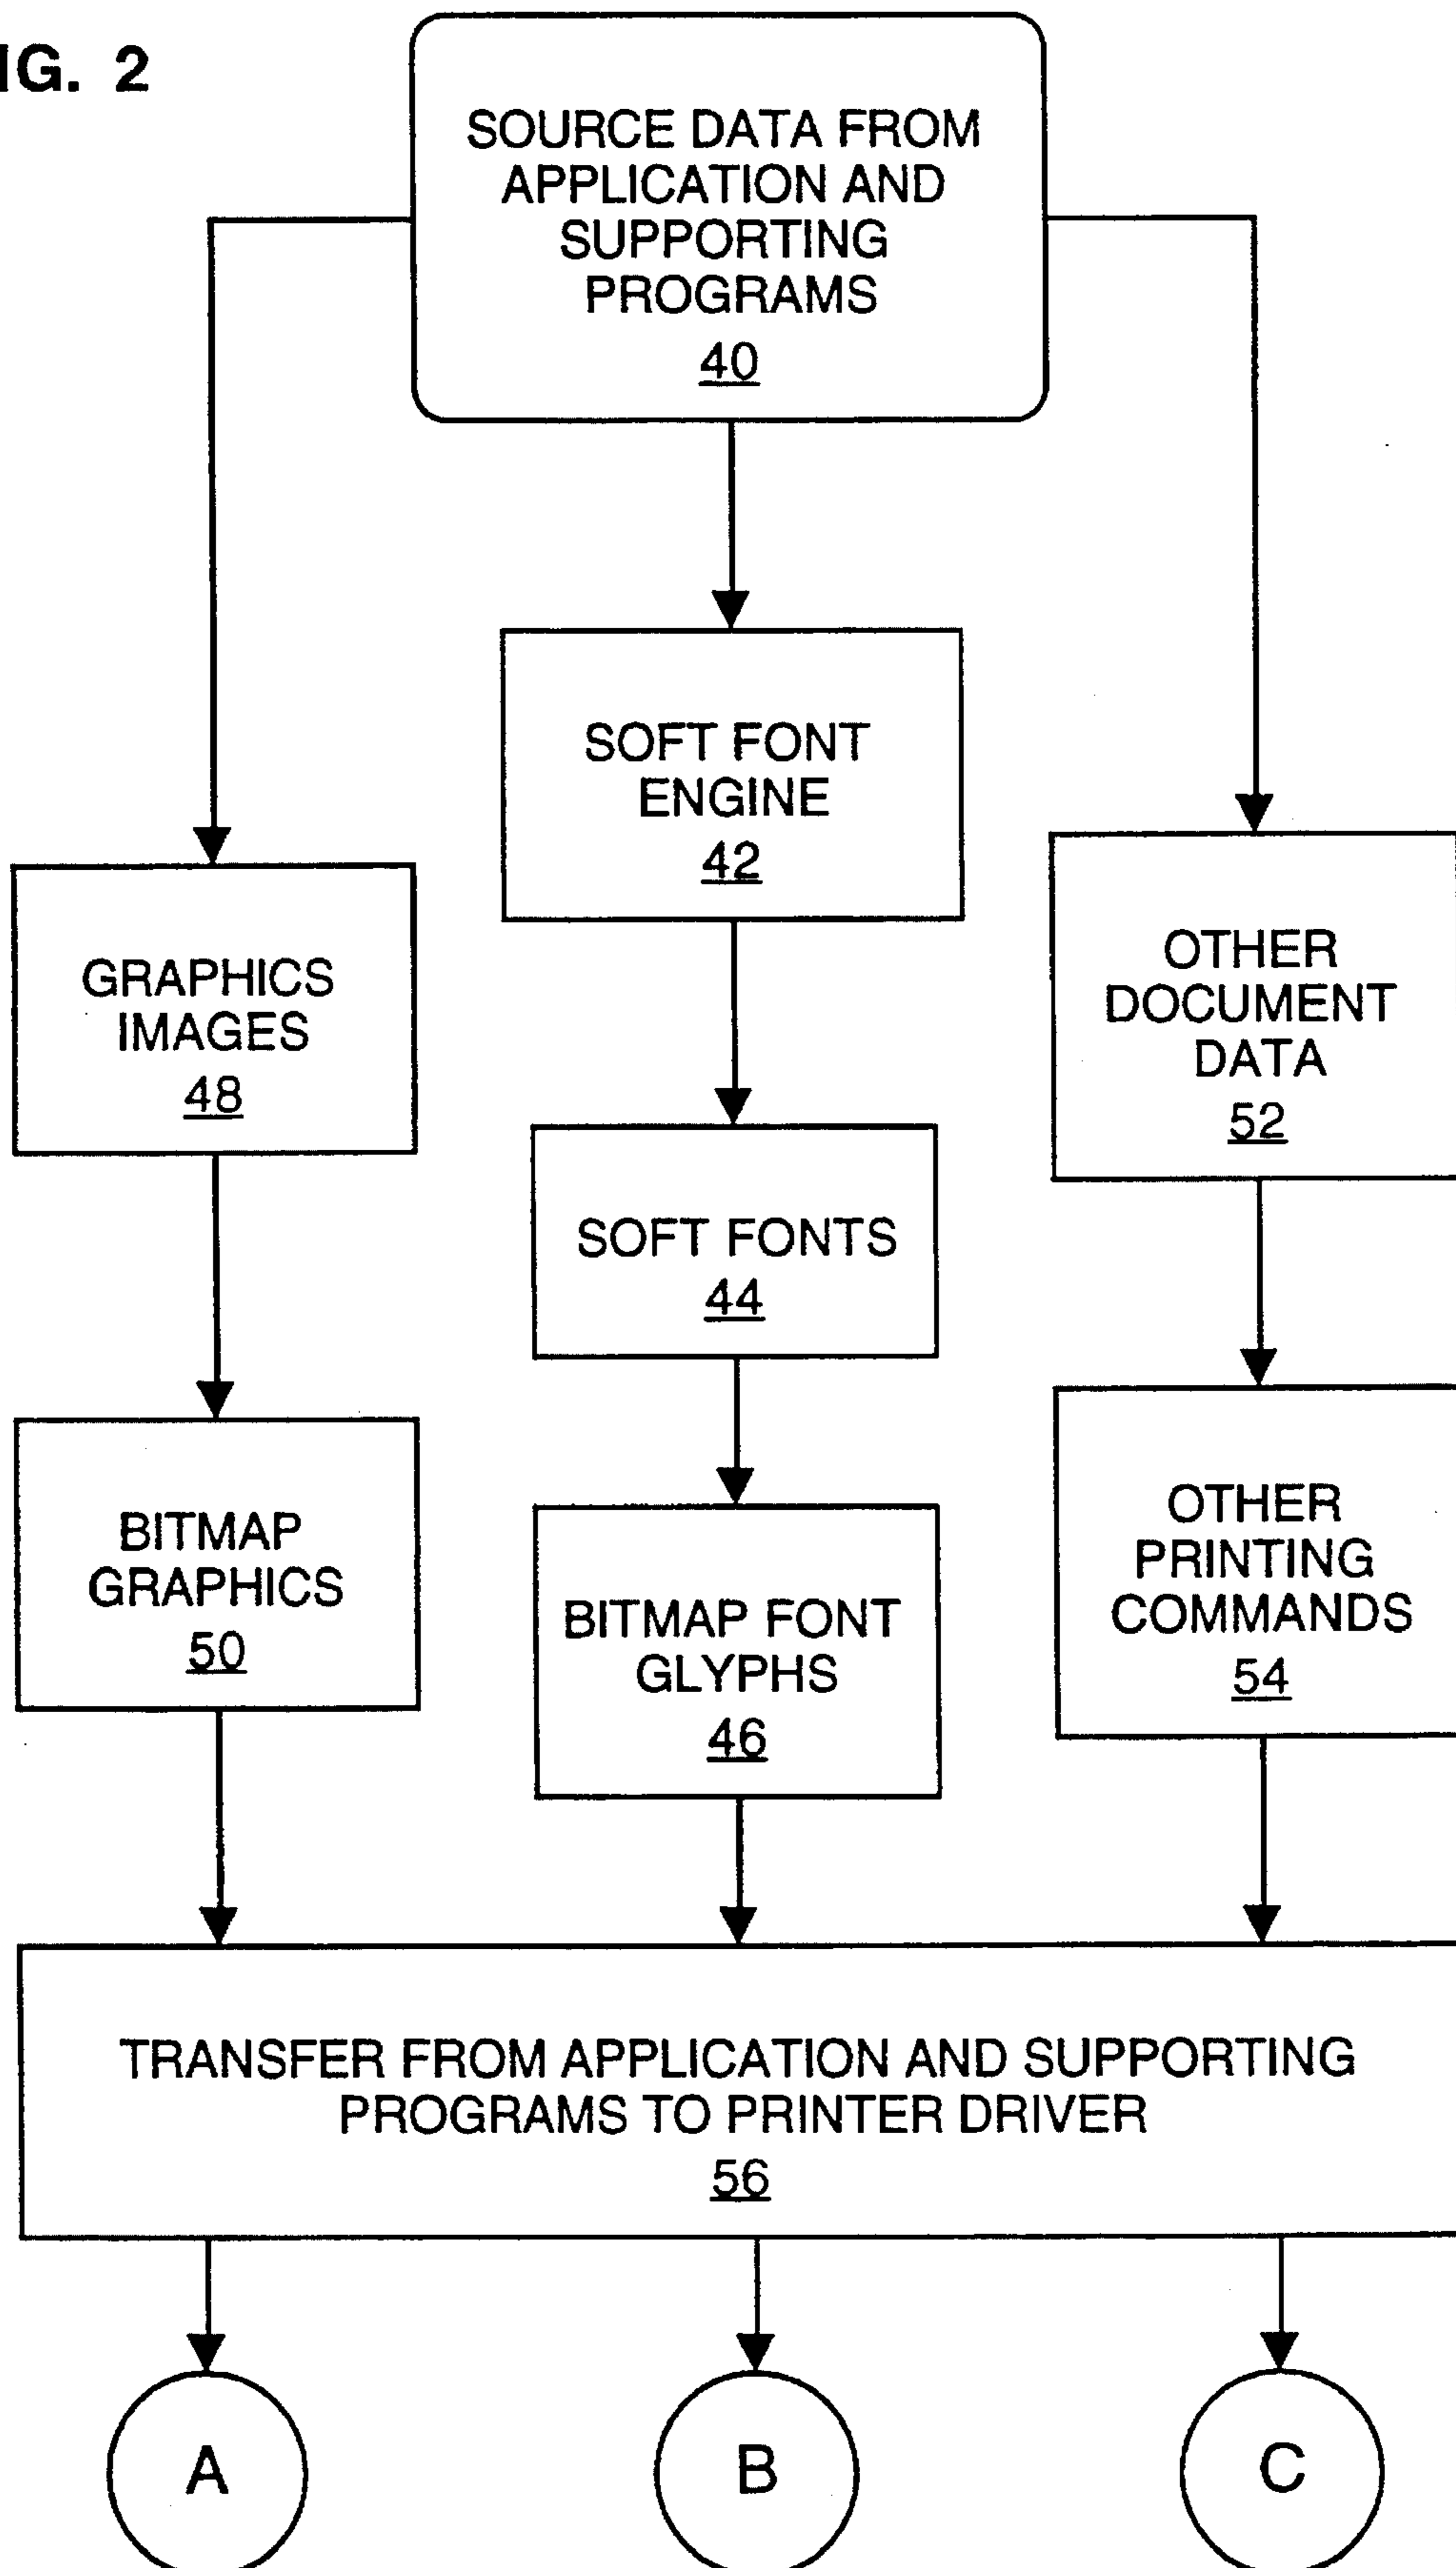 IG. 2
SOURCE DATA FROM
APPLICATION AND
SUPPORTING
PROGRAMS
40
SOFT FONT
ENGINE
42
GRAPHICS
IMAGES
48
OTHER
DOCUMENT
DATA
52
SOFT FONTS
44
BITMAP
GRAPHICS
50
OTHER
PRINTING
COMMANDS
54
BITMAP FONT
GLYPHS
46
TRANSFER FROM APPLICATION AND SUPPORTING
PROGRAMS TO PRINTER DRIVER
56
A
B
C